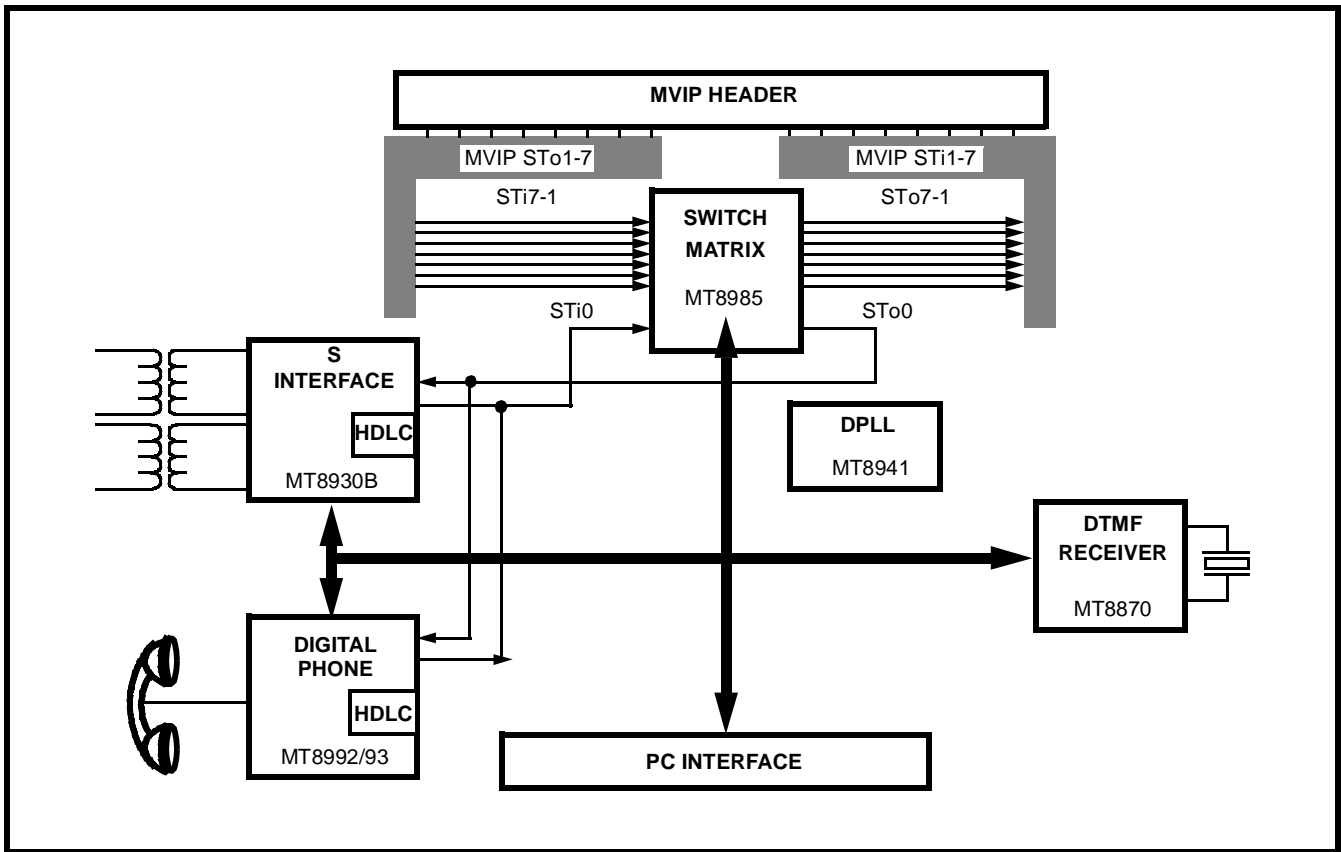 MVIP HEADER
MVIP STo1-7
MVIP STi1-7
STi7-1
STo7-1
SWITCH
MATRIX
MT8985
STi0
STo0
S
INTERFACE
HDLC
MT8930B
DPLL
MT8941
DTMF
RECEIVER
MT8870
DIGITAL
PHONE
HDLC
MT8992/93
PC INTERFACE